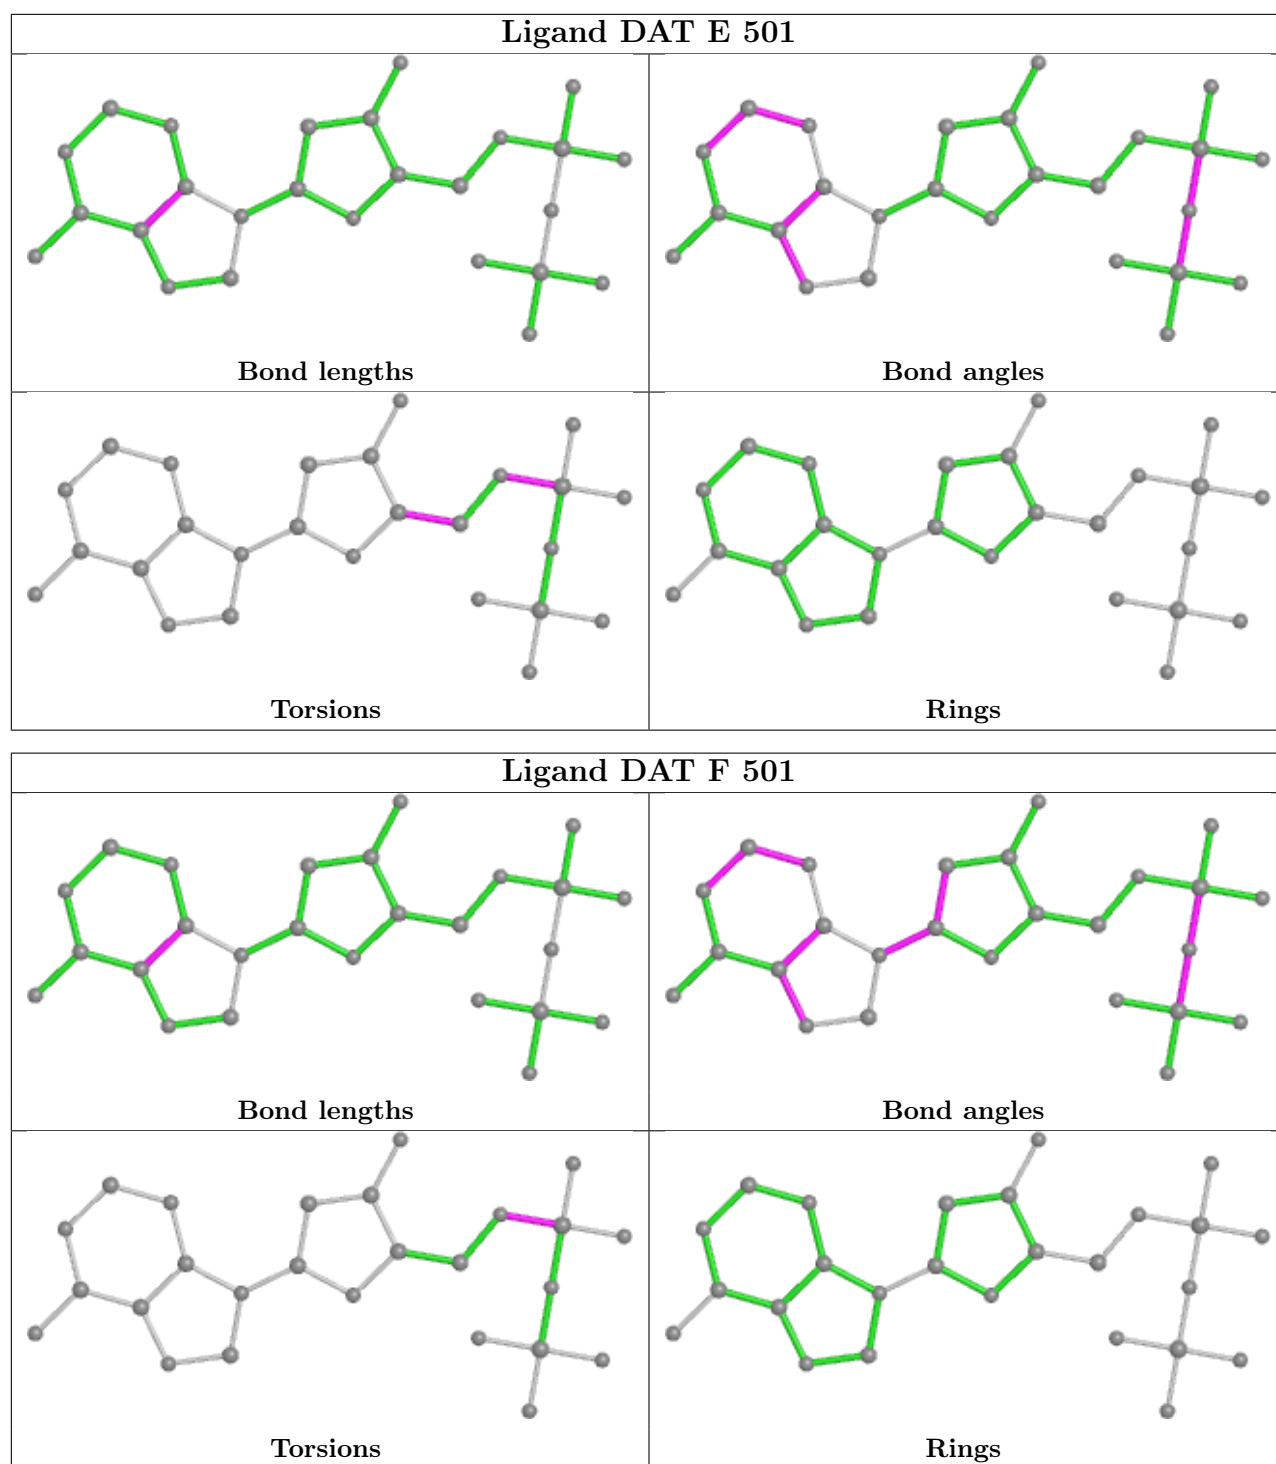 Ligand DAT E 501
Bond lengths
Bond angles
Torsions
Rings
Ligand DAT F 501
Bond lengths
Bond angles
Torsions
Rings